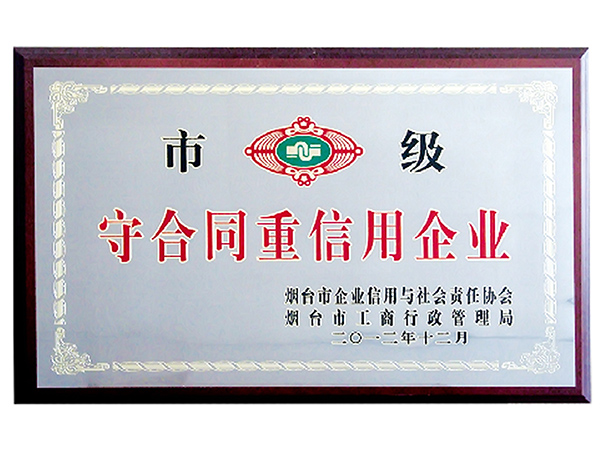 市 级
守合同重信用企业
烟台市企业信用与社会责任协会
烟台市工商行政管理局
二〇一二年十二月